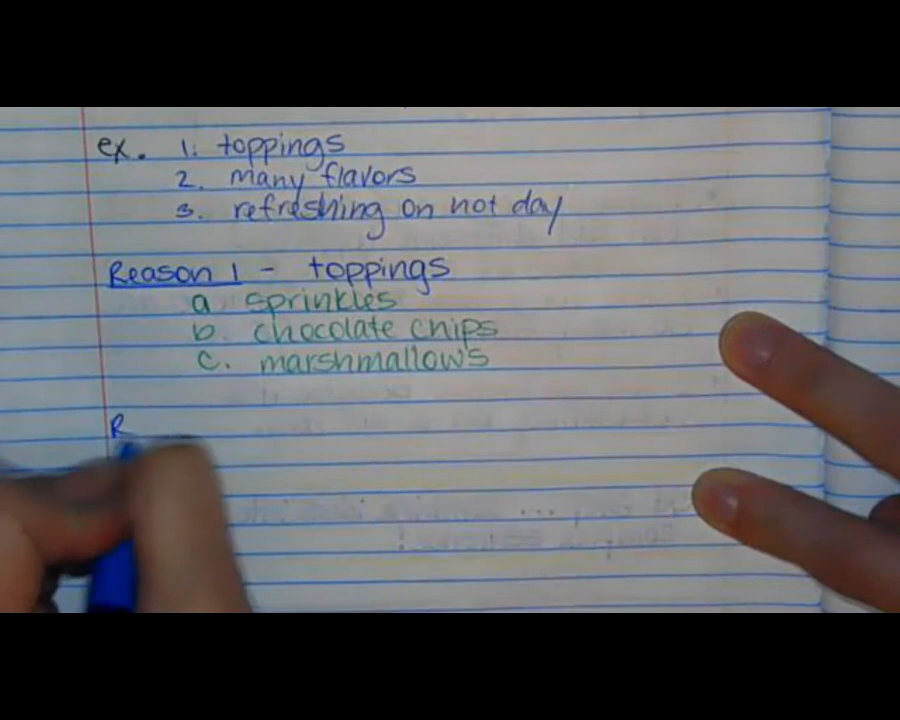 ex. 1. toppings
2. many flavors
3. refreshing on hot day
Reason 1 - toppings
a sprinkles
b. chocolate chips
c. marshmallows
R